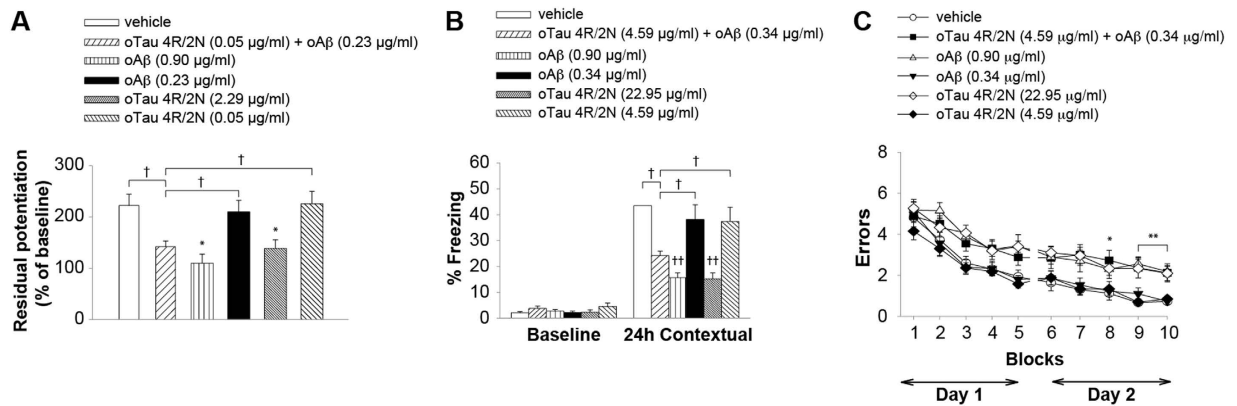 A
vehicle
oTau 4R/2N (0.05 µg/ml) + oAβ (0.23 µg/ml)
oAβ (0.90 µg/ml)
oAβ (0.23 µg/ml)
oTau 4R/2N (2.29 µg/ml)
oTau 4R/2N (0.05 µg/ml)
Residual potentiation
(% of baseline)
300
200
100
0
†
†
†
*
*
B
vehicle
oTau 4R/2N (4.59 µg/ml) + oAβ (0.34 µg/ml)
oAβ (0.90 µg/ml)
oAβ (0.34 µg/ml)
oTau 4R/2N (22.95 µg/ml)
oTau 4R/2N (4.59 µg/ml)
% Freezing
60
50
40
30
20
10
0
†
†
†
††
††
Baseline
24h Contextual
C
vehicle
oTau 4R/2N (4.59 µg/ml) + oAβ (0.34 µg/ml)
oAβ (0.90 µg/ml)
oAβ (0.34 µg/ml)
oTau 4R/2N (22.95 µg/ml)
oTau 4R/2N (4.59 µg/ml)
Errors
8
6
4
2
0
*
**
1 2 3 4 5 6 7 8 9 10
Blocks
Day 1
Day 2